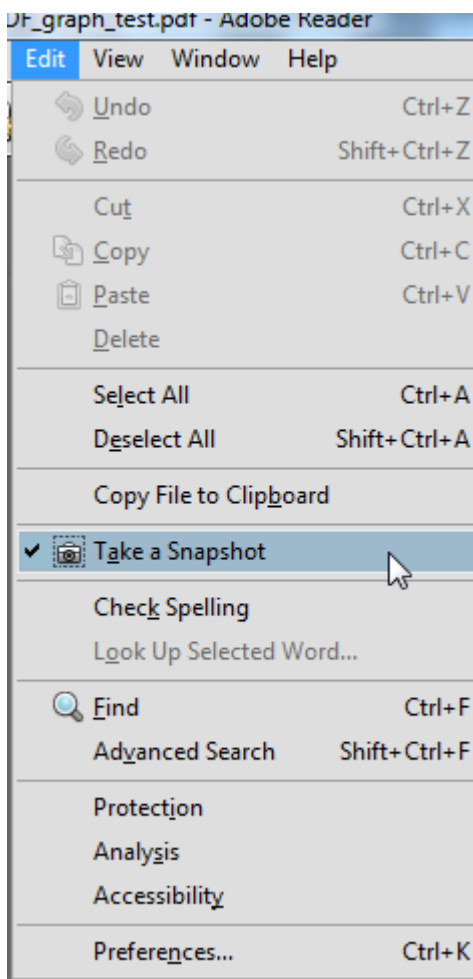 DF_graph_test.pdf - Adobe Reader
Edit View Window Help
Undo Ctrl+Z
Redo Shift+Ctrl+Z
Cut Ctrl+X
Copy Ctrl+C
Paste Ctrl+V
Delete
Select All Ctrl+A
Deselect All Shift+Ctrl+A
Copy File to Clipboard
Take a Snapshot
Check Spelling
Look Up Selected Word...
Find Ctrl+F
Advanced Search Shift+Ctrl+F
Protection
Analysis
Accessibility
Preferences... Ctrl+K